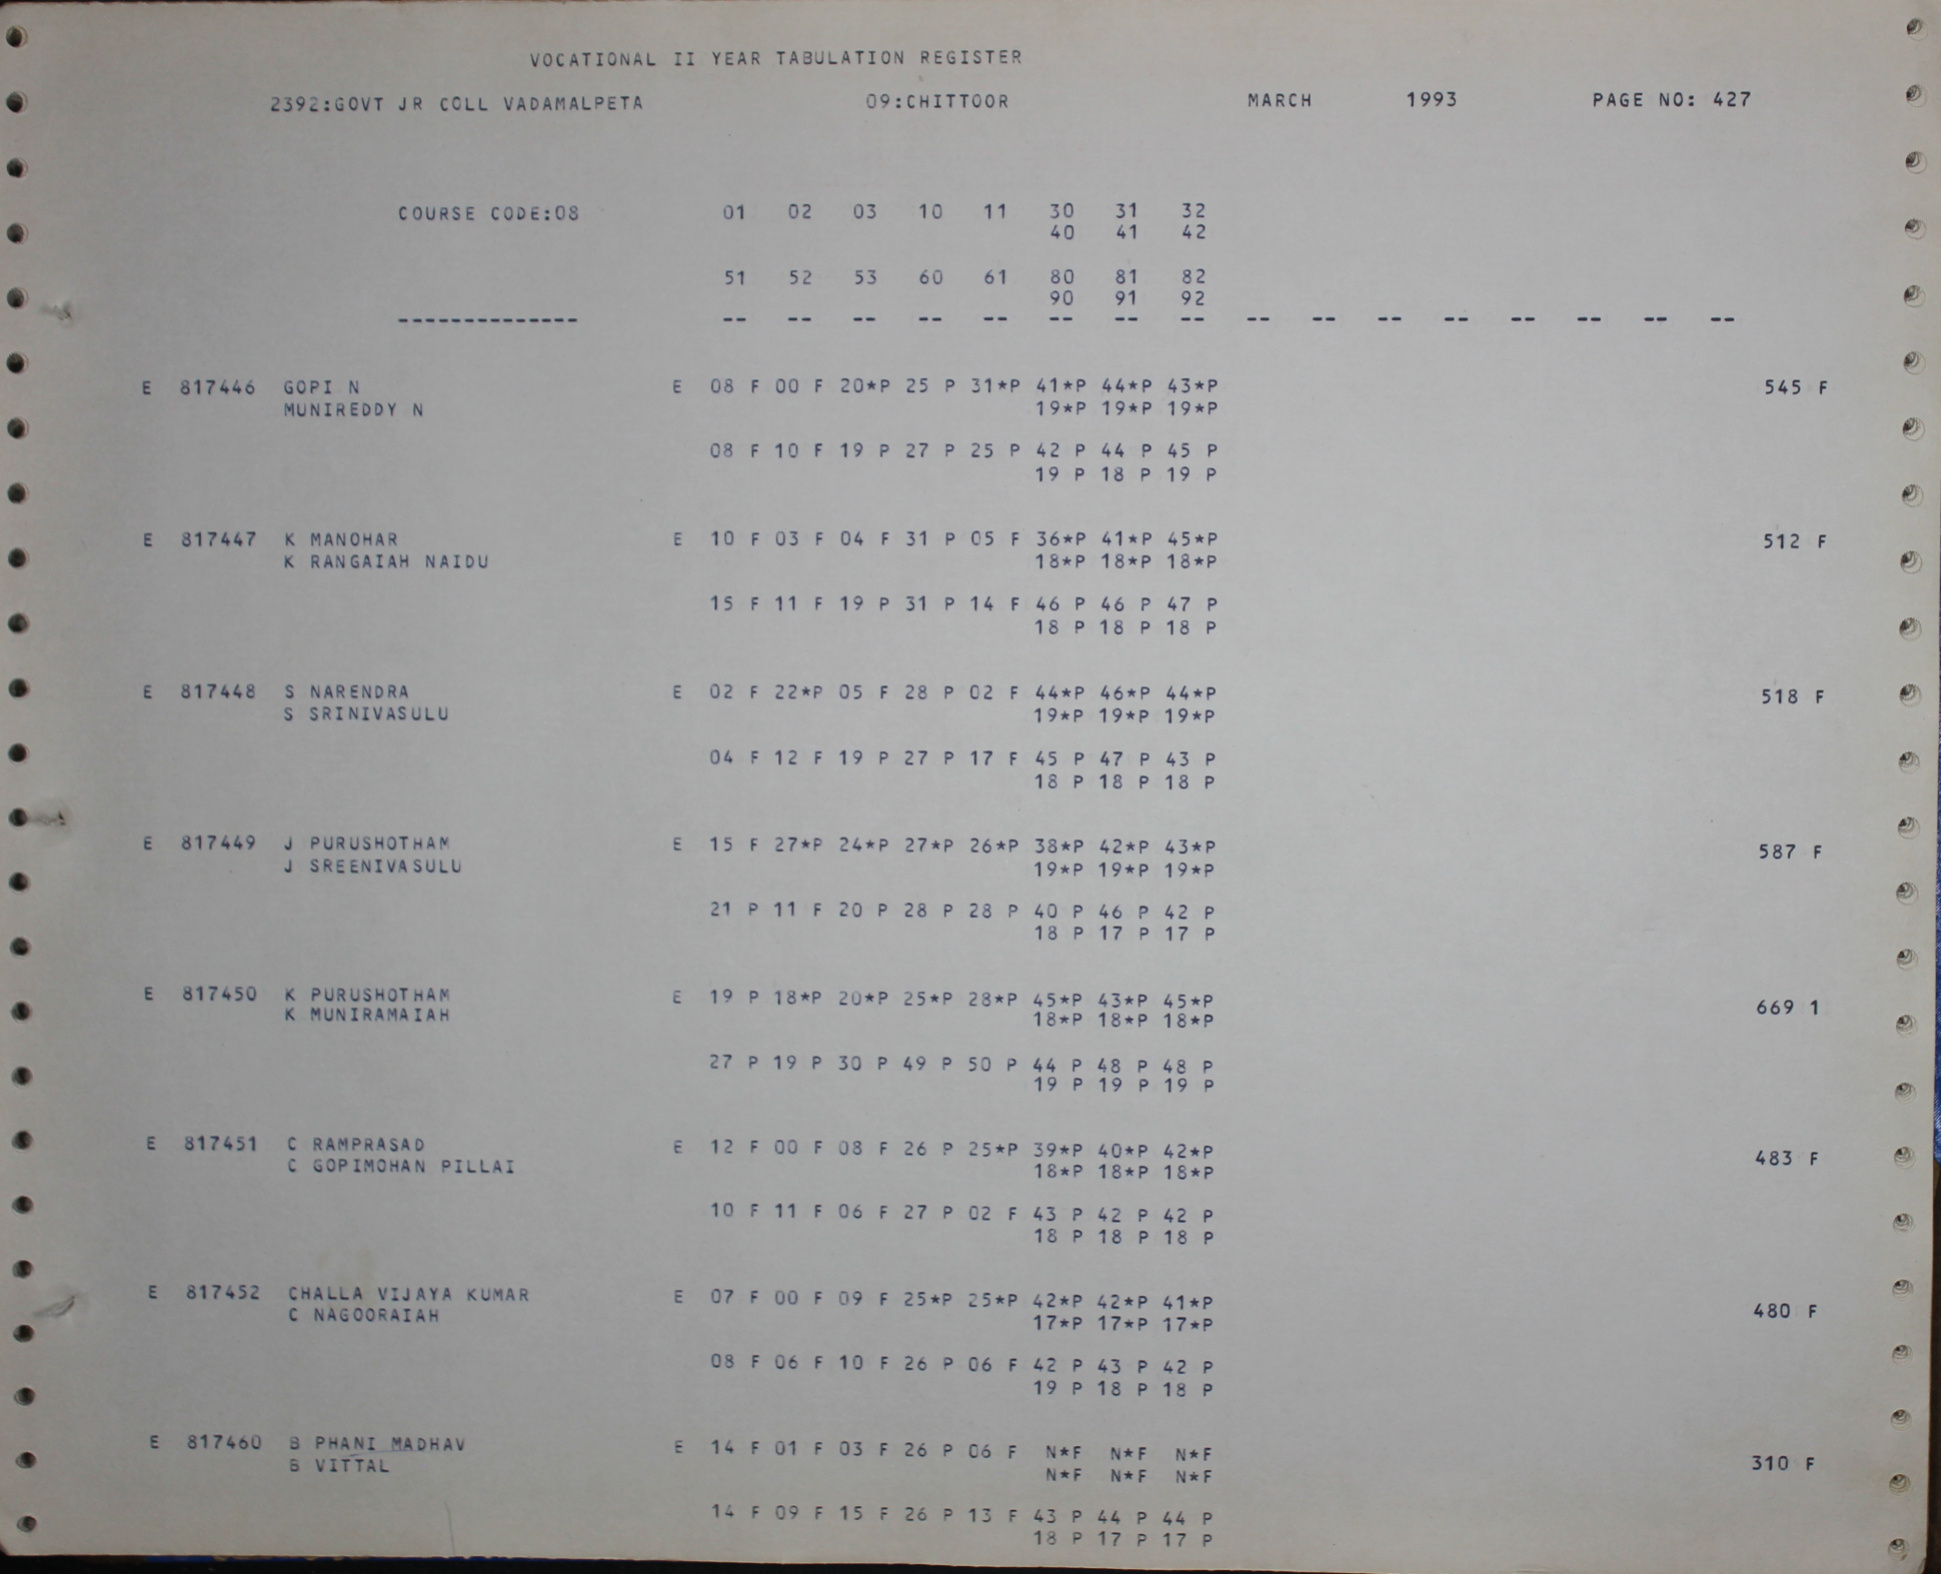 VOCATIONAL II YEAR TABULATION REGISTER
2392:GOVT JR COLL VADAMALPETA 09:CHITTOOR MARCH 1993 PAGE NO: 427
COURSE CODE:08 01 02 03 10 11 30 31 32
40 41 42
51 52 53 60 61 80 81 82
90 91 92
-------------- -- -- -- -- -- -- -- -- -- -- -- -- -- -- -- --
E 817446 GOPI N E 08 F 00 F 20*P 25 P 31*P 41*P 44*P 43*P 545 F
MUNIREDDY N 19*P 19*P 19*P
08 F 10 F 19 P 27 P 25 P 42 P 44 P 45 P
19 P 18 P 19 P
E 817447 K MANOHAR E 10 F 03 F 04 F 31 P 05 F 36*P 41*P 45*P 512 F
K RANGAIAH NAIDU 18*P 18*P 18*P
15 F 11 F 19 P 31 P 14 F 46 P 46 P 47 P
18 P 18 P 18 P
E 817448 S NARENDRA E 02 F 22*P 05 F 28 P 02 F 44*P 46*P 44*P 518 F
S SRINIVASULU 19*P 19*P 19*P
04 F 12 F 19 P 27 P 17 F 45 P 47 P 43 P
18 P 18 P 18 P
E 817449 J PURUSHOTHAM E 15 F 27*P 24*P 27*P 26*P 38*P 42*P 43*P 587 F
J SREENIVASULU 19*P 19*P 19*P
21 P 11 F 20 P 28 P 28 P 40 P 46 P 42 P
18 P 17 P 17 P
E 817450 K PURUSHOTHAM E 19 P 18*P 20*P 25*P 28*P 45*P 43*P 45*P 669 1
K MUNIRAMAIAH 18*P 18*P 18*P
27 P 19 P 30 P 49 P 50 P 44 P 48 P 48 P
19 P 19 P 19 P
E 817451 C RAMPRASAD E 12 F 00 F 08 F 26 P 25*P 39*P 40*P 42*P 483 F
C GOPIMOHAN PILLAI 18*P 18*P 18*P
10 F 11 F 06 F 27 P 02 F 43 P 42 P 42 P
18 P 18 P 18 P
E 817452 CHALLA VIJAYA KUMAR E 07 F 00 F 09 F 25*P 25*P 42*P 42*P 41*P 480 F
C NAGOORAIAH 17*P 17*P 17*P
08 F 06 F 10 F 26 P 06 F 42 P 43 P 42 P
19 P 18 P 18 P
E 817460 B PHANI MADHAV E 14 F 01 F 03 F 26 P 06 F N*F N*F N*F 310 F
B VITTAL N*F N*F N*F
14 F 09 F 15 F 26 P 13 F 43 P 44 P 44 P
18 P 17 P 17 P